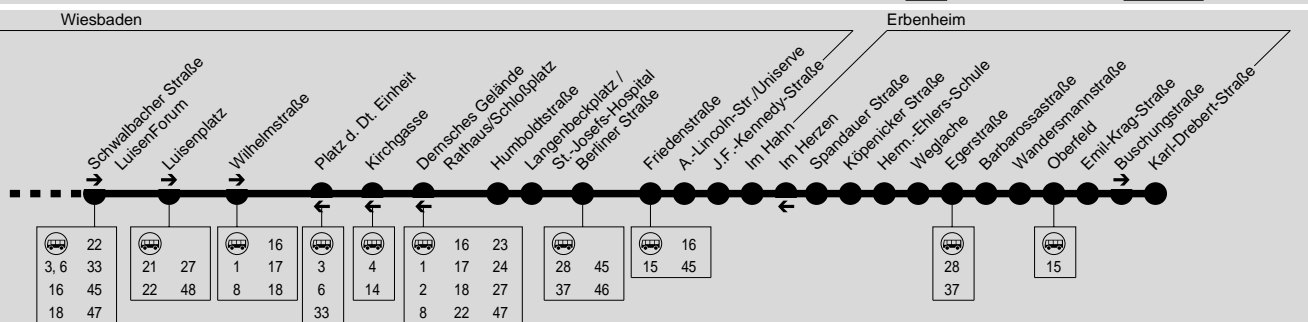 Wiesbaden
Erbenheim
Schwalbacher Straße
LuisenForum
Luisenplatz
Wilhelmstraße
Platz d. Dt. Einheit
Kirchgasse
Dernsches Gelände
Rathaus/Schloßplatz
Humboldtstraße
Langenbeckplatz /
St.-Josefs-Hospital
Berliner Straße
Friedenstraße
A.-Lincoln-Str./Uniserve
J.F.-Kennedy-Straße
Im Hahn
Im Herzen
Spandauer Straße
Köpenicker Straße
Herm.-Ehlers-Schule
Weglache
Egerstraße
Barbarossastraße
Wandersmannstraße
Oberfeld
Emil-Krag-Straße
Buschungstraße
Karl-Drebert-Straße
22
3, 6 33
16 45
18 47
21 27
22 48
16
1 17
8 18
3
6
33
4
14
16 23
1 17 24
2 18 27
8 22 47
28 45
37 46
16
15 45
28
37
15